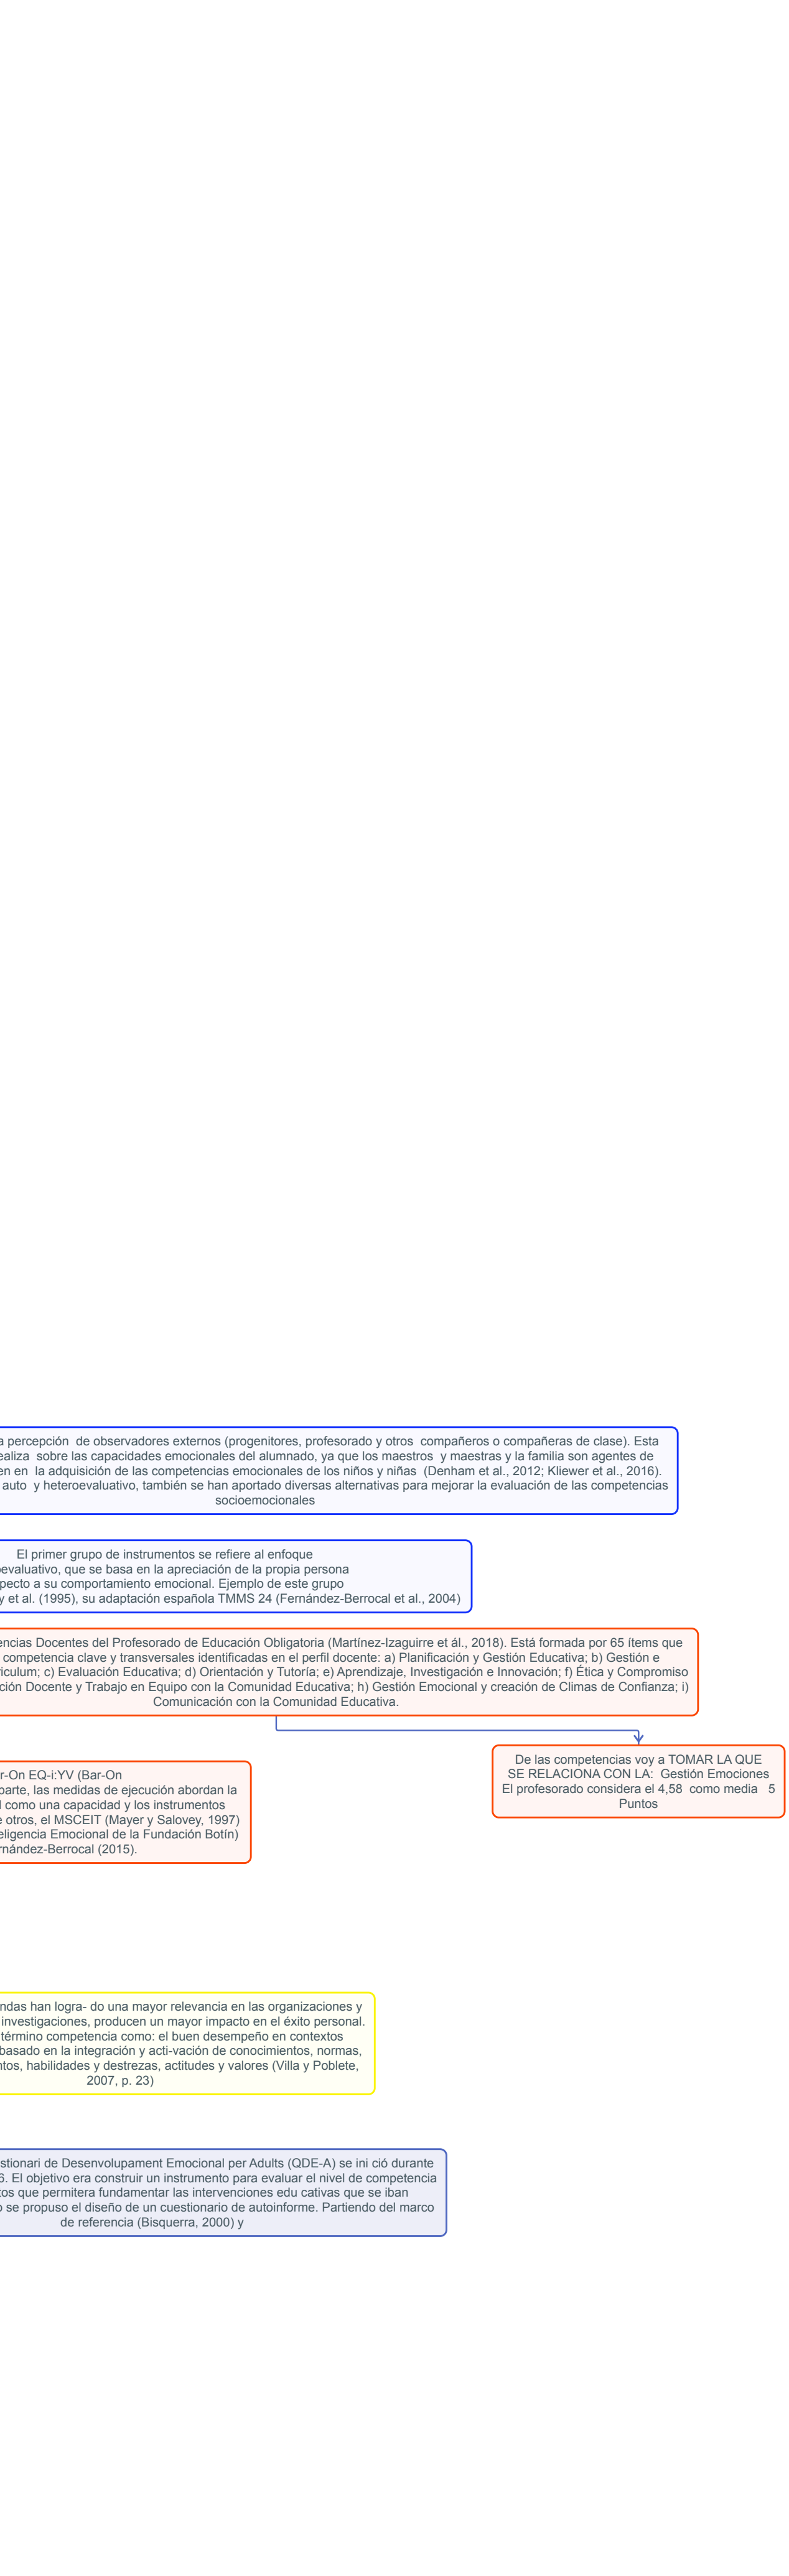 a percepción de observadores externos (progenitores, profesorado y otros compañeros o compañeras de clase). Esta
ealiza sobre las capacidades emocionales del alumnado, ya que los maestros y maestras y la familia son agentes de
en en la adquisición de las competencias emocionales de los niños y niñas (Denham et al., 2012; Kliewer et al., 2016).
auto y heteroevaluativo, también se han aportado diversas alternativas para mejorar la evaluación de las competencias
socioemocionales
El primer grupo de instrumentos se refiere al enfoque
evaluativo, que se basa en la apreciación de la propia persona
pecto a su comportamiento emocional. Ejemplo de este grupo
y et al. (1995), su adaptación española TMMS 24 (Fernández-Berrocal et al., 2004)
encias Docentes del Profesorado de Educación Obligatoria (Martínez-Izaguirre et ál., 2018). Está formada por 65 ítems que
competencia clave y transversales identificadas en el perfil docente: a) Planificación y Gestión Educativa; b) Gestión e
riculum; c) Evaluación Educativa; d) Orientación y Tutoría; e) Aprendizaje, Investigación e Innovación; f) Ética y Compromiso
ción Docente y Trabajo en Equipo con la Comunidad Educativa; h) Gestión Emocional y creación de Climas de Confianza; i)
Comunicación con la Comunidad Educativa.
De las competencias voy a TOMAR LA QUE
SE RELACIONA CON LA: Gestión Emociones
El profesorado considera el 4,58 como media 5
Puntos
r-On EQ-i:YV (Bar-On
parte, las medidas de ejecución abordan la
l como una capacidad y los instrumentos
e otros, el MSCEIT (Mayer y Salovey, 1997)
eligencia Emocional de la Fundación Botín)
rnández-Berrocal (2015).
ndas han logra- do una mayor relevancia en las organizaciones y
investigaciones, producen un mayor impacto en el éxito personal.
término competencia como: el buen desempeño en contextos
basado en la integración y acti-vación de conocimientos, normas,
ntos, habilidades y destrezas, actitudes y valores (Villa y Poblete,
2007, p. 23)
stionari de Desenvolupament Emocional per Adults (QDE-A) se ini ció durante
6. El objetivo era construir un instrumento para evaluar el nivel de competencia
tos que permitera fundamentar las intervenciones edu cativas que se iban
o se propuso el diseño de un cuestionario de autoinforme. Partiendo del marco
de referencia (Bisquerra, 2000) y